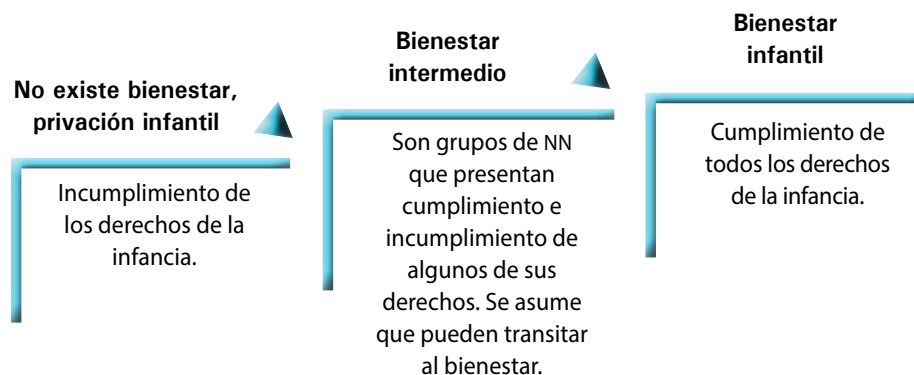 No existe bienestar,
privación infantil
Incumplimiento de
los derechos de la
infancia.
Bienestar
intermedio
Son grupos de NN
que presentan
cumplimiento e
incumplimiento de
algunos de sus
derechos. Se asume
que pueden transitar
al bienestar.
Bienestar
infantil
Cumplimiento de
todos los derechos
de la infancia.